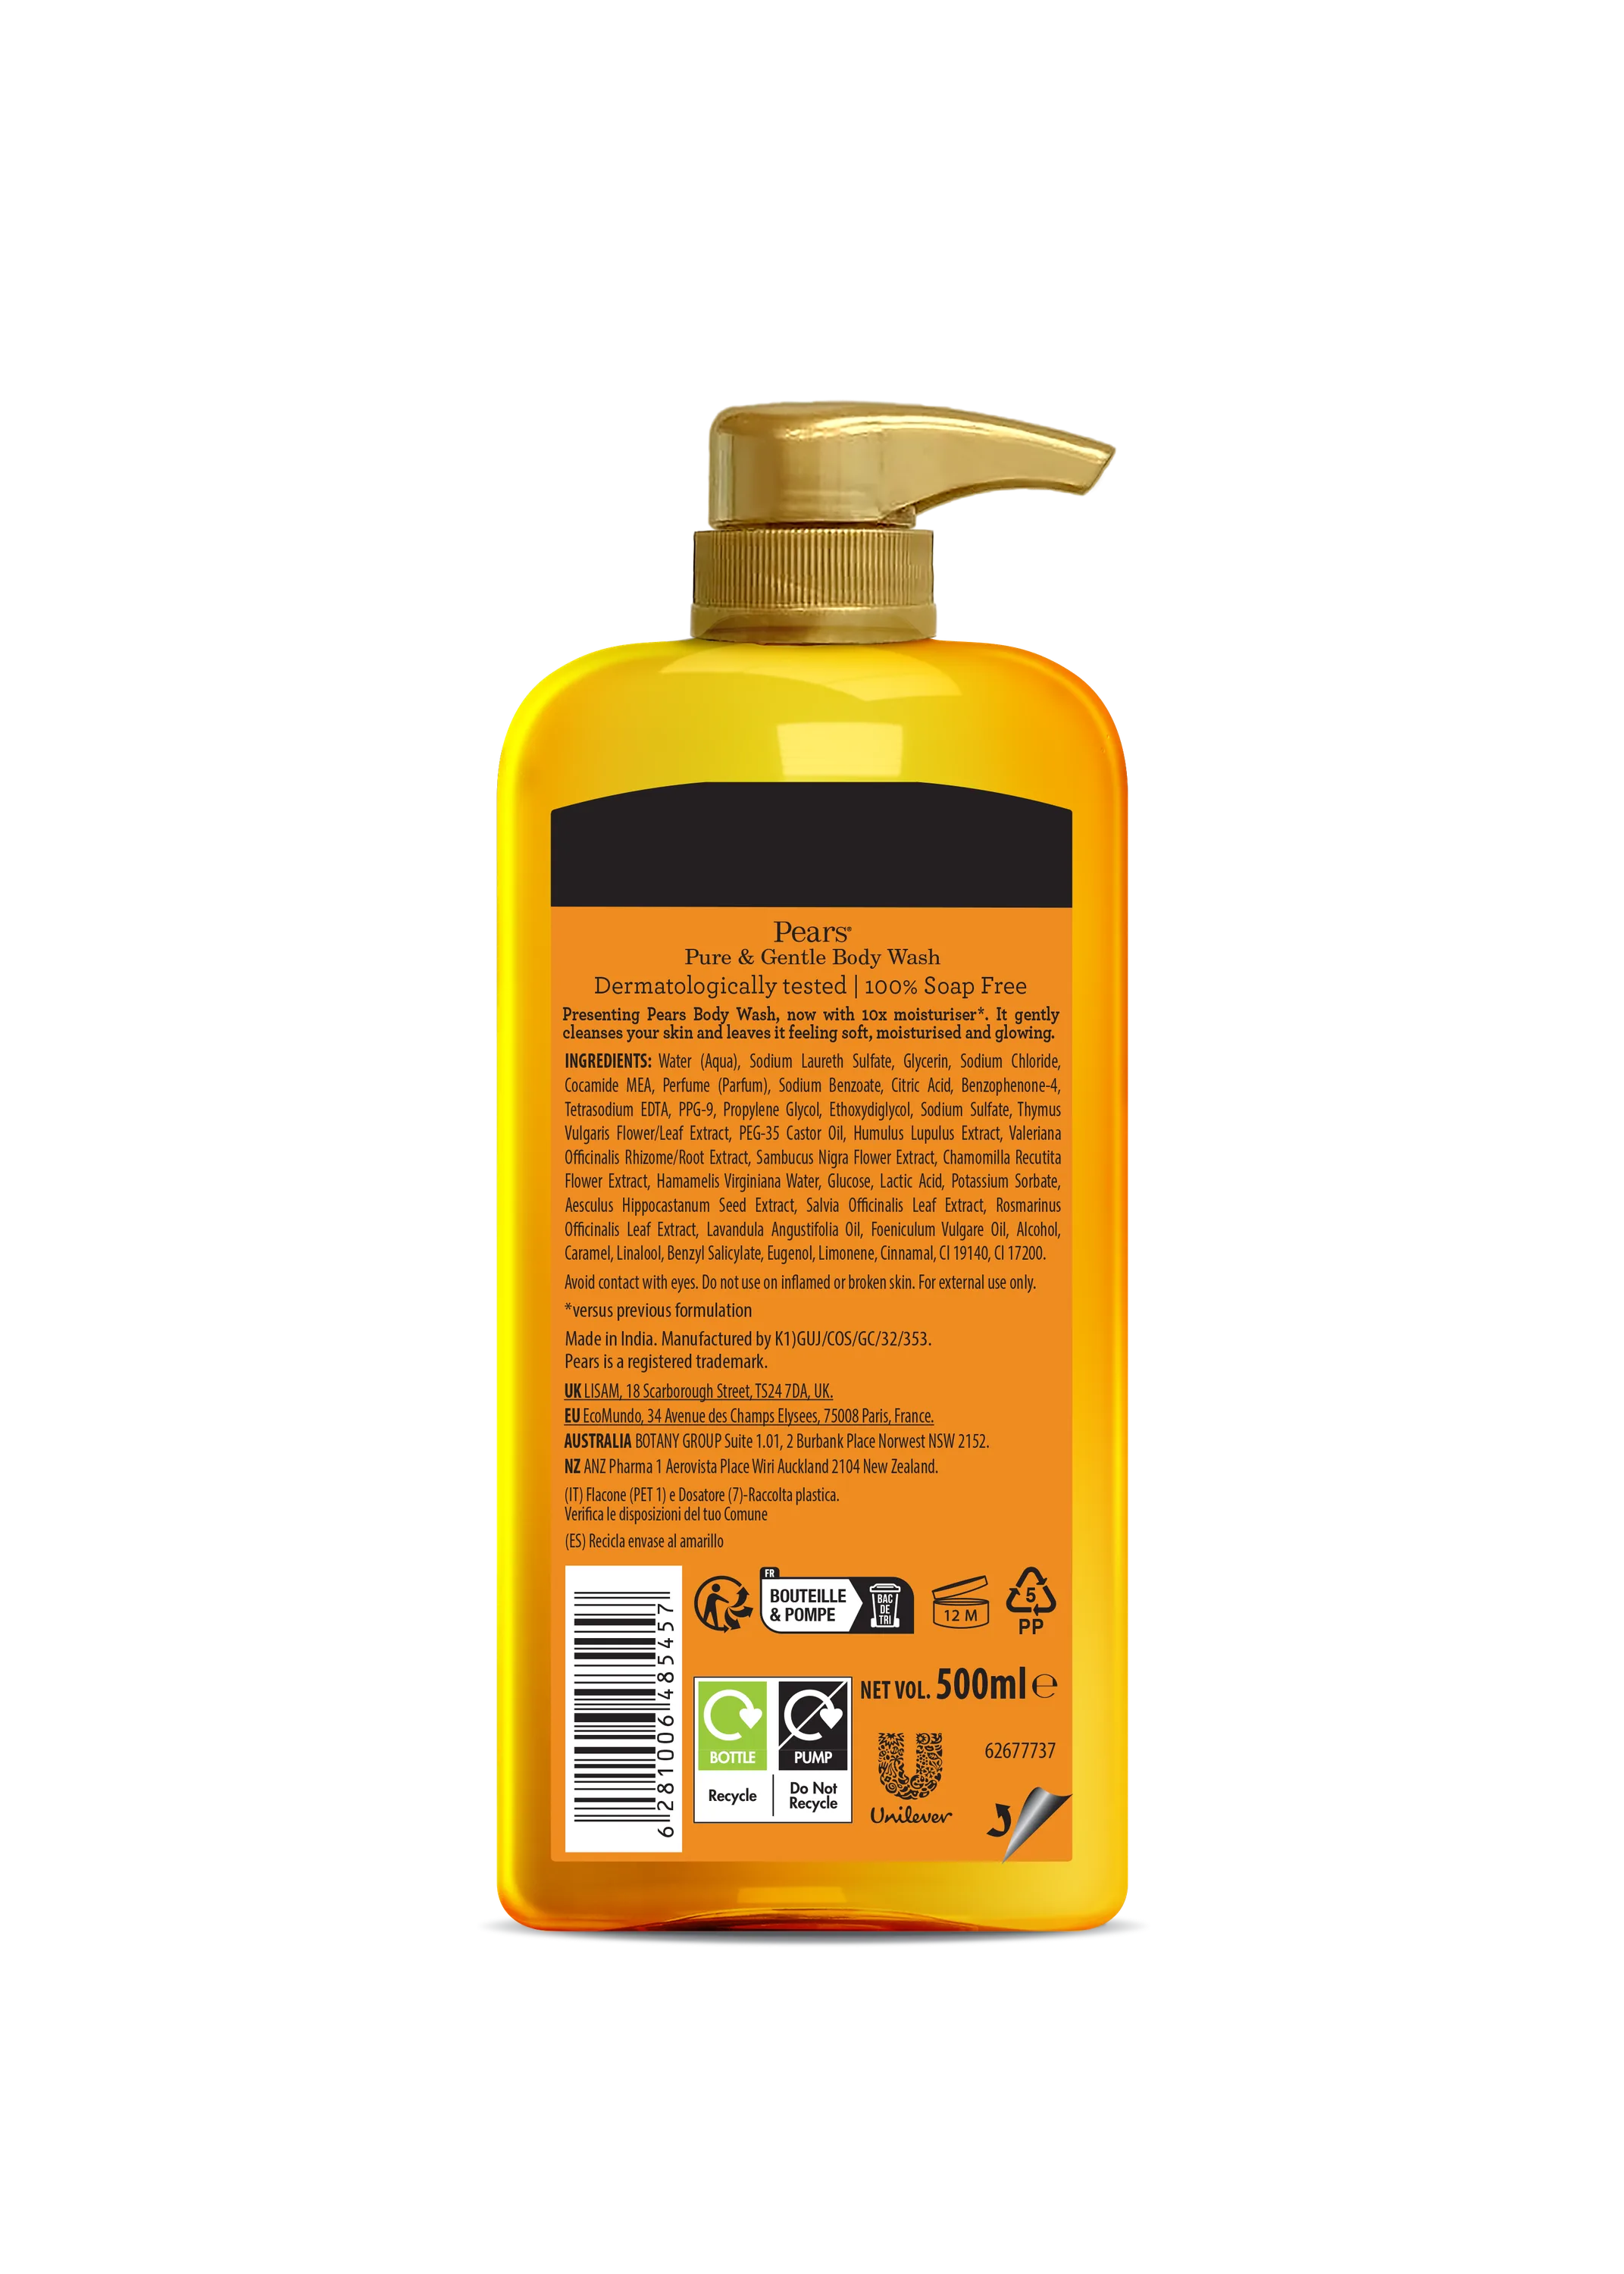 Pears®
Pure & Gentle Body Wash
Dermatologically tested | 100% Soap Free
Presenting Pears Body Wash, now with 10x moisturiser*. It gently
cleanses your skin and leaves it feeling soft, moisturised and glowing.
INGREDIENTS: Water (Aqua), Sodium Laureth Sulfate, Glycerin, Sodium Chloride,
Cocamide MEA, Perfume (Parfum), Sodium Benzoate, Citric Acid, Benzophenone-4,
Tetrasodium EDTA, PPG-9, Propylene Glycol, Ethoxydiglycol, Sodium Sulfate, Thymus
Vulgaris Flower/Leaf Extract, PEG-35 Castor Oil, Humulus Lupulus Extract, Valeriana
Officinalis Rhizome/Root Extract, Sambucus Nigra Flower Extract, Chamomilla Recutita
Flower Extract, Hamamelis Virginiana Water, Glucose, Lactic Acid, Potassium Sorbate,
Aesculus Hippocastanum Seed Extract, Salvia Officinalis Leaf Extract, Rosmarinus
Officinalis Leaf Extract, Lavandula Angustifolia Oil, Foeniculum Vulgare Oil, Alcohol,
Caramel, Linalool, Benzyl Salicylate, Eugenol, Limonene, Cinnamal, CI 19140, CI 17200.
Avoid contact with eyes. Do not use on inflamed or broken skin. For external use only.
*versus previous formulation
Made in India. Manufactured by K1)GUJ/COS/GC/32/353.
Pears is a registered trademark.
UK LISAM, 18 Scarborough Street, TS24 7DA, UK.
EU EcoMundo, 34 Avenue des Champs Elysees, 75008 Paris, France.
AUSTRALIA BOTANY GROUP Suite 1.01, 2 Burbank Place Norwest NSW 2152.
NZ ANZ Pharma 1 Aerovista Place Wiri Auckland 2104 New Zealand.
(IT) Flacone (PET 1) e Dosatore (7)-Raccolta plastica.
Verifica le disposizioni del tuo Comune
(ES) Recicla envase al amarillo
6281006485457
FR
BOUTEILLE
& POMPE
BAC
DE
TRI
12 M
5
PP
BOTTLE
Recycle
PUMP
Do Not
Recycle
NET VOL. 500ml ℮
62677737
Unilever